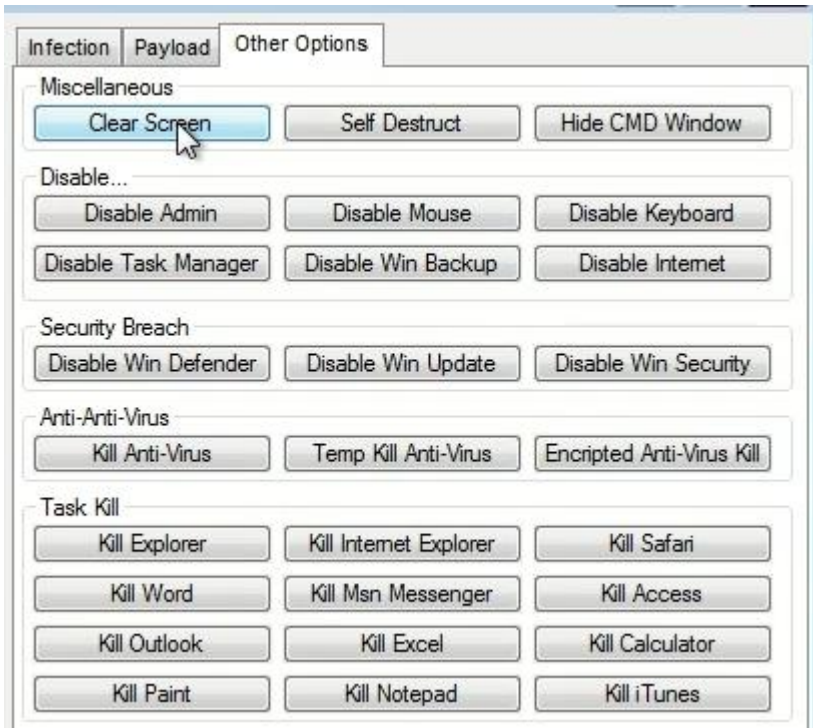 Infection Payload Other Options
Miscellaneous
Clear Screen Self Destruct Hide CMD Window
Disable...
Disable Admin Disable Mouse Disable Keyboard
Disable Task Manager Disable Win Backup Disable Internet
Security Breach
Disable Win Defender Disable Win Update Disable Win Security
Anti-Anti-Virus
Kill Anti-Virus Temp Kill Anti-Virus Encripted Anti-Virus Kill
Task Kill
Kill Explorer Kill Internet Explorer Kill Safari
Kill Word Kill Msn Messenger Kill Access
Kill Outlook Kill Excel Kill Calculator
Kill Paint Kill Notepad Kill iTunes